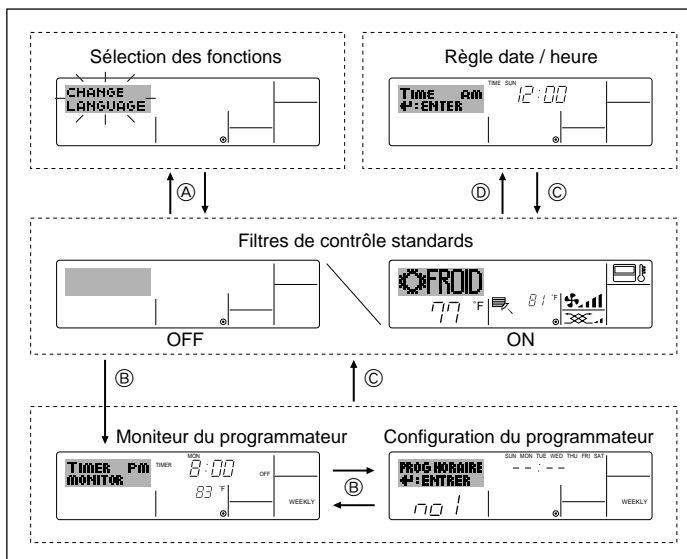 Sélection des fonctions
CHANGE
LANGUAGE
Règle date / heure
TIME SUN
TIME AM 12:00
↵:ENTER
Ⓐ
Ⓓ
Ⓒ
Filtres de contrôle standards
FROID
77 °F 81 °F
OFF
ON
Ⓑ
Ⓒ
Moniteur du programmateur
MON
TIMER PM TIMER 8:00 OFF
MONITOR
83 °F
WEEKLY
Ⓑ
Configuration du programmateur
SUN MON TUE WED THU FRI SAT
PROG HORAIRE --:--
↵:ENTRER
no 1
WEEKLY